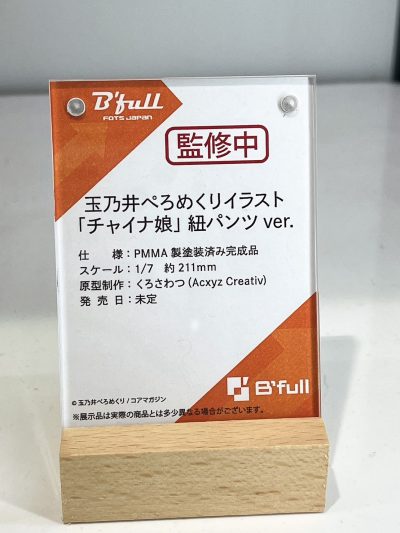 B'full
FOTS JAPAN
監修中
玉乃井ぺろめくりイラスト
「チャイナ娘」紐パンツ ver.
仕 様：PMMA 製塗装済み完成品
スケール：1/7 約 211mm
原型制作：くろさわつ (Acxyz Creativ)
発 売 日：未定
B'full
© 玉乃井ぺろめくり / コアマガジン
※展示品は実際の商品とは多少異なる場合がございます。